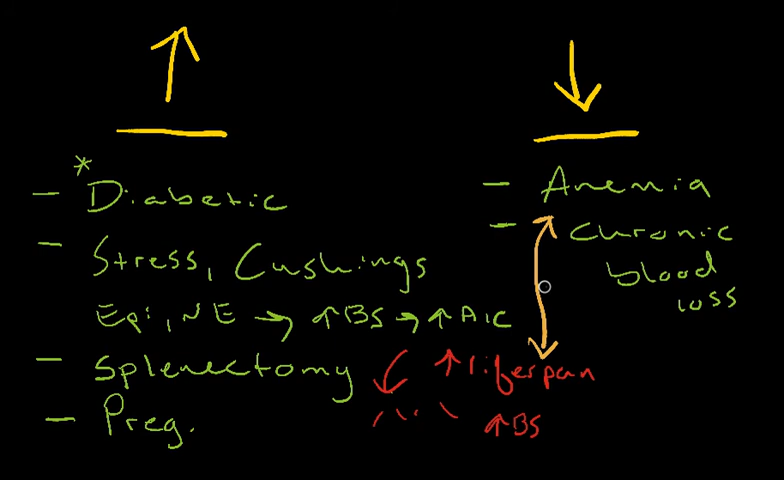 ↑
↓
* Diabetic
- Anemia
- Stress, Cushings
- Chronic
blood
loss
Epi, NE → ↑BS → ↑A1C
- Splenectomy
↑ lifespan
- Preg.
↑BS